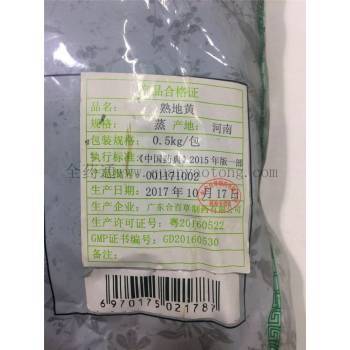 产品合格证
品名: 熟地黄
规格: 蒸 产地: 河南
包装规格: 0.5kg/包
执行标准:《中国药典》2015年版一部
产品批号: 001171002
生产日期: 2017年10月17日
生产企业: 广东合百草制药有限公司
生产许可证号: 粤20160522
GMP证书编号: GD20160530
备注:
6970175021787